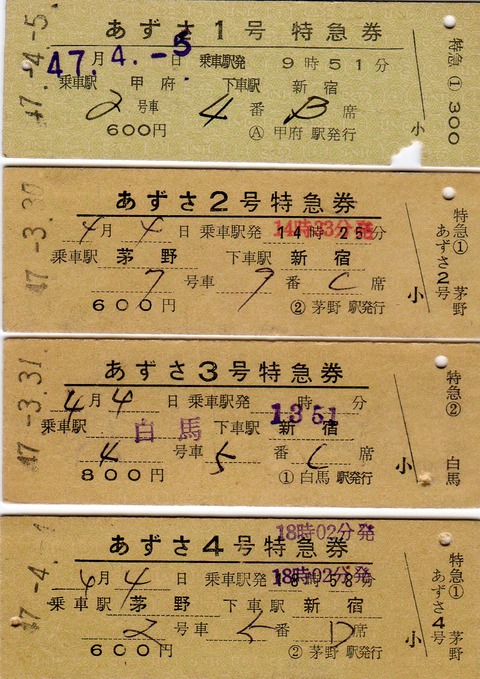 47.-4.-5.
あずさ1号 特急券
47.4.-5 日 乗車駅発 9時51分
乗車駅 甲府 下車駅 新宿
2号車 4番 B席
600円 Ⓐ 甲府 駅発行
小
特急① 300
47.-3.30
あずさ2号特急券
14時23分発
4月4日 乗車駅発 14時25分
乗車駅 茅野 下車駅 新宿
7号車 9番 C席
600円 ②茅野 駅発行
小
特急① 茅野
あずさ2号
47.-3.31.
あずさ3号特急券
4月4日 乗車駅発 時 分
1351
乗車駅 白馬 下車駅 新宿
4号車 5番 C席
800円 ①白馬 駅発行
小
特急② 白馬
47.-4.
18時02分発
あずさ4号特急券
4月4日 乗車駅発
18時02分発
乗車駅 茅野 下車駅 新宿
2号車 番 D席
600円 ②茅野 駅発行
小
特急① 茅野
あずさ4号